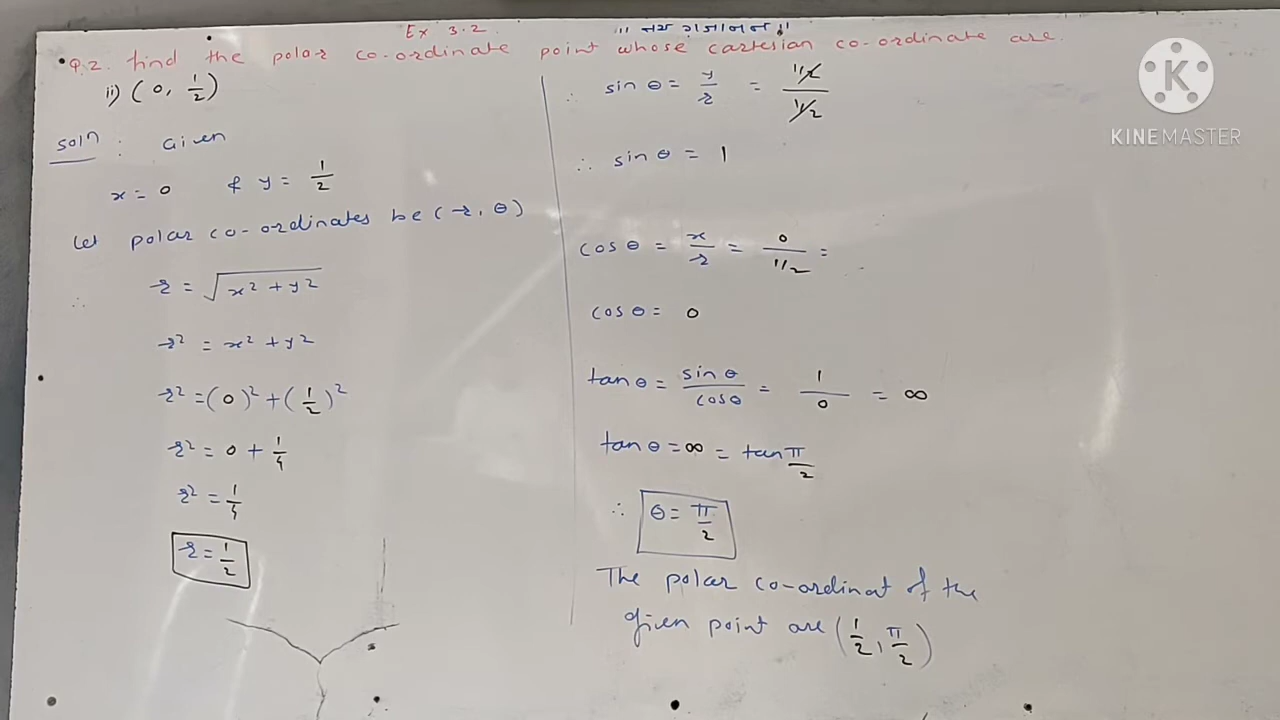 Ex 3.2
Q.2. find the polar co-ordinate point whose cartesian co-ordinate are
ii) (0, 1/2)
Soln : Given
x = 0 & y = 1/2
Let polar co-ordinates be (r, θ)
∴ r = √(x² + y²)
r² = x² + y²
r² = (0)² + (1/2)²
r² = 0 + 1/4
r² = 1/4
r = 1/2
∴ sin θ = y/r = (1/2)/(1/2)
∴ sin θ = 1
cos θ = x/r = 0/(1/2) =
cos θ = 0
tan θ = sin θ/cos θ = 1/0 = ∞
tan θ = ∞ = tan π/2
∴ θ = π/2
The polar co-ordinat of the
given point are (1/2, π/2)
KINEMASTER